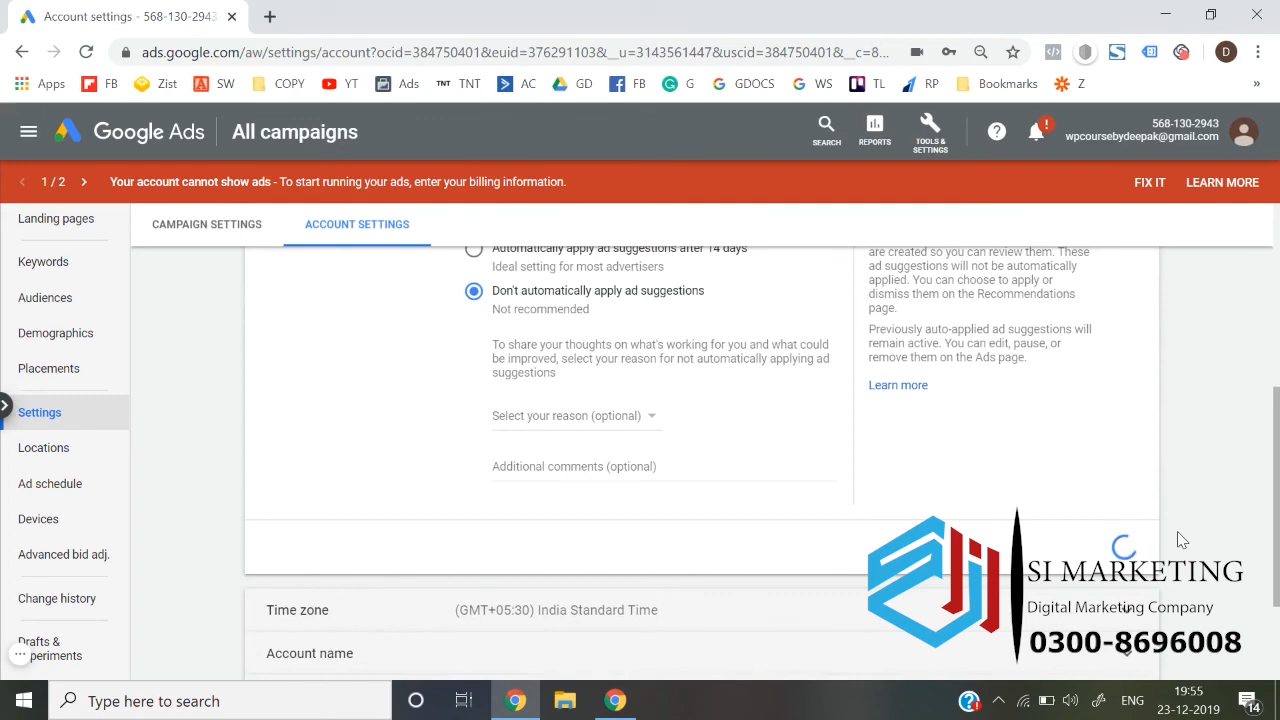 Account settings - 568-130-2943
ads.google.com/aw/settings/account?ocid=384750401&euid=376291103&__u=3143561447&uscid=384750401&__c=8...
Apps FB Zist SW COPY YT Ads TNT TNT AC GD FB G GDOCS WS TL RP Bookmarks Z »
Google Ads All campaigns
SEARCH REPORTS TOOLS & SETTINGS
568-130-2943
wpcoursebydeepak@gmail.com
1 / 2 Your account cannot show ads - To start running your ads, enter your billing information. FIX IT LEARN MORE
Landing pages
Keywords
Audiences
Demographics
Placements
Settings
Locations
Ad schedule
Devices
Advanced bid adj.
Change history
Drafts &
CAMPAIGN SETTINGS ACCOUNT SETTINGS
Automatically apply ad suggestions after 14 days
Ideal setting for most advertisers
Don't automatically apply ad suggestions
Not recommended
To share your thoughts on what's working for you and what could
be improved, select your reason for not automatically applying ad
suggestions
Select your reason (optional)
Additional comments (optional)
are created so you can review them. These
ad suggestions will not be automatically
applied. You can choose to apply or
dismiss them on the Recommendations
page.
Previously auto-applied ad suggestions will
remain active. You can edit, pause, or
remove them on the Ads page.
Learn more
Time zone (GMT+05:30) India Standard Time
Account name
SI MARKETING
Digital Marketing Company
0300-8696008
Type here to search
ENG
19:55
23-12-2019
14